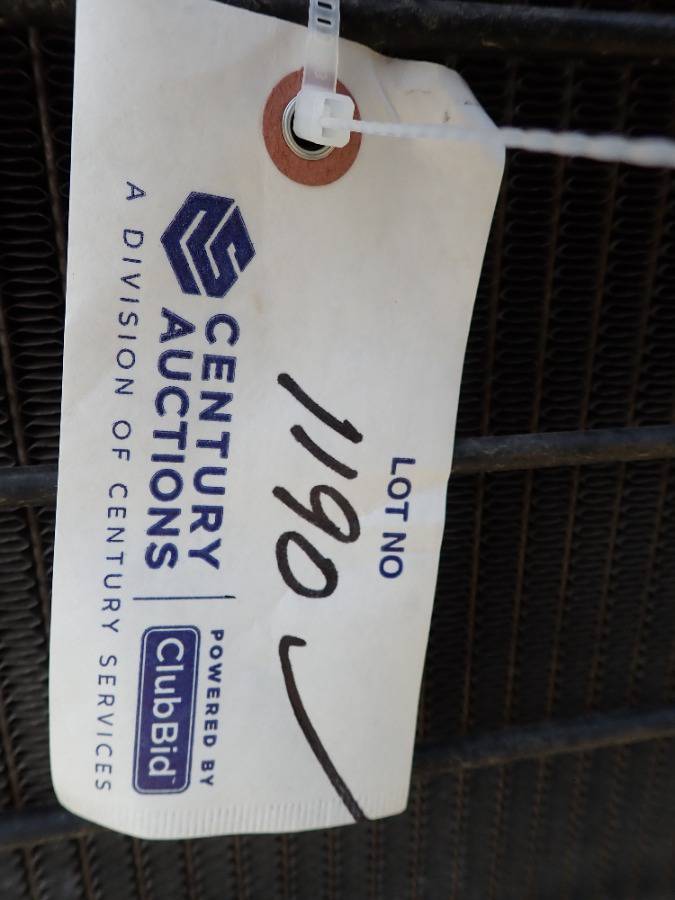 LOT NO
1190
CENTURY
AUCTIONS
POWERED BY
ClubBid
A DIVISION OF CENTURY SERVICES